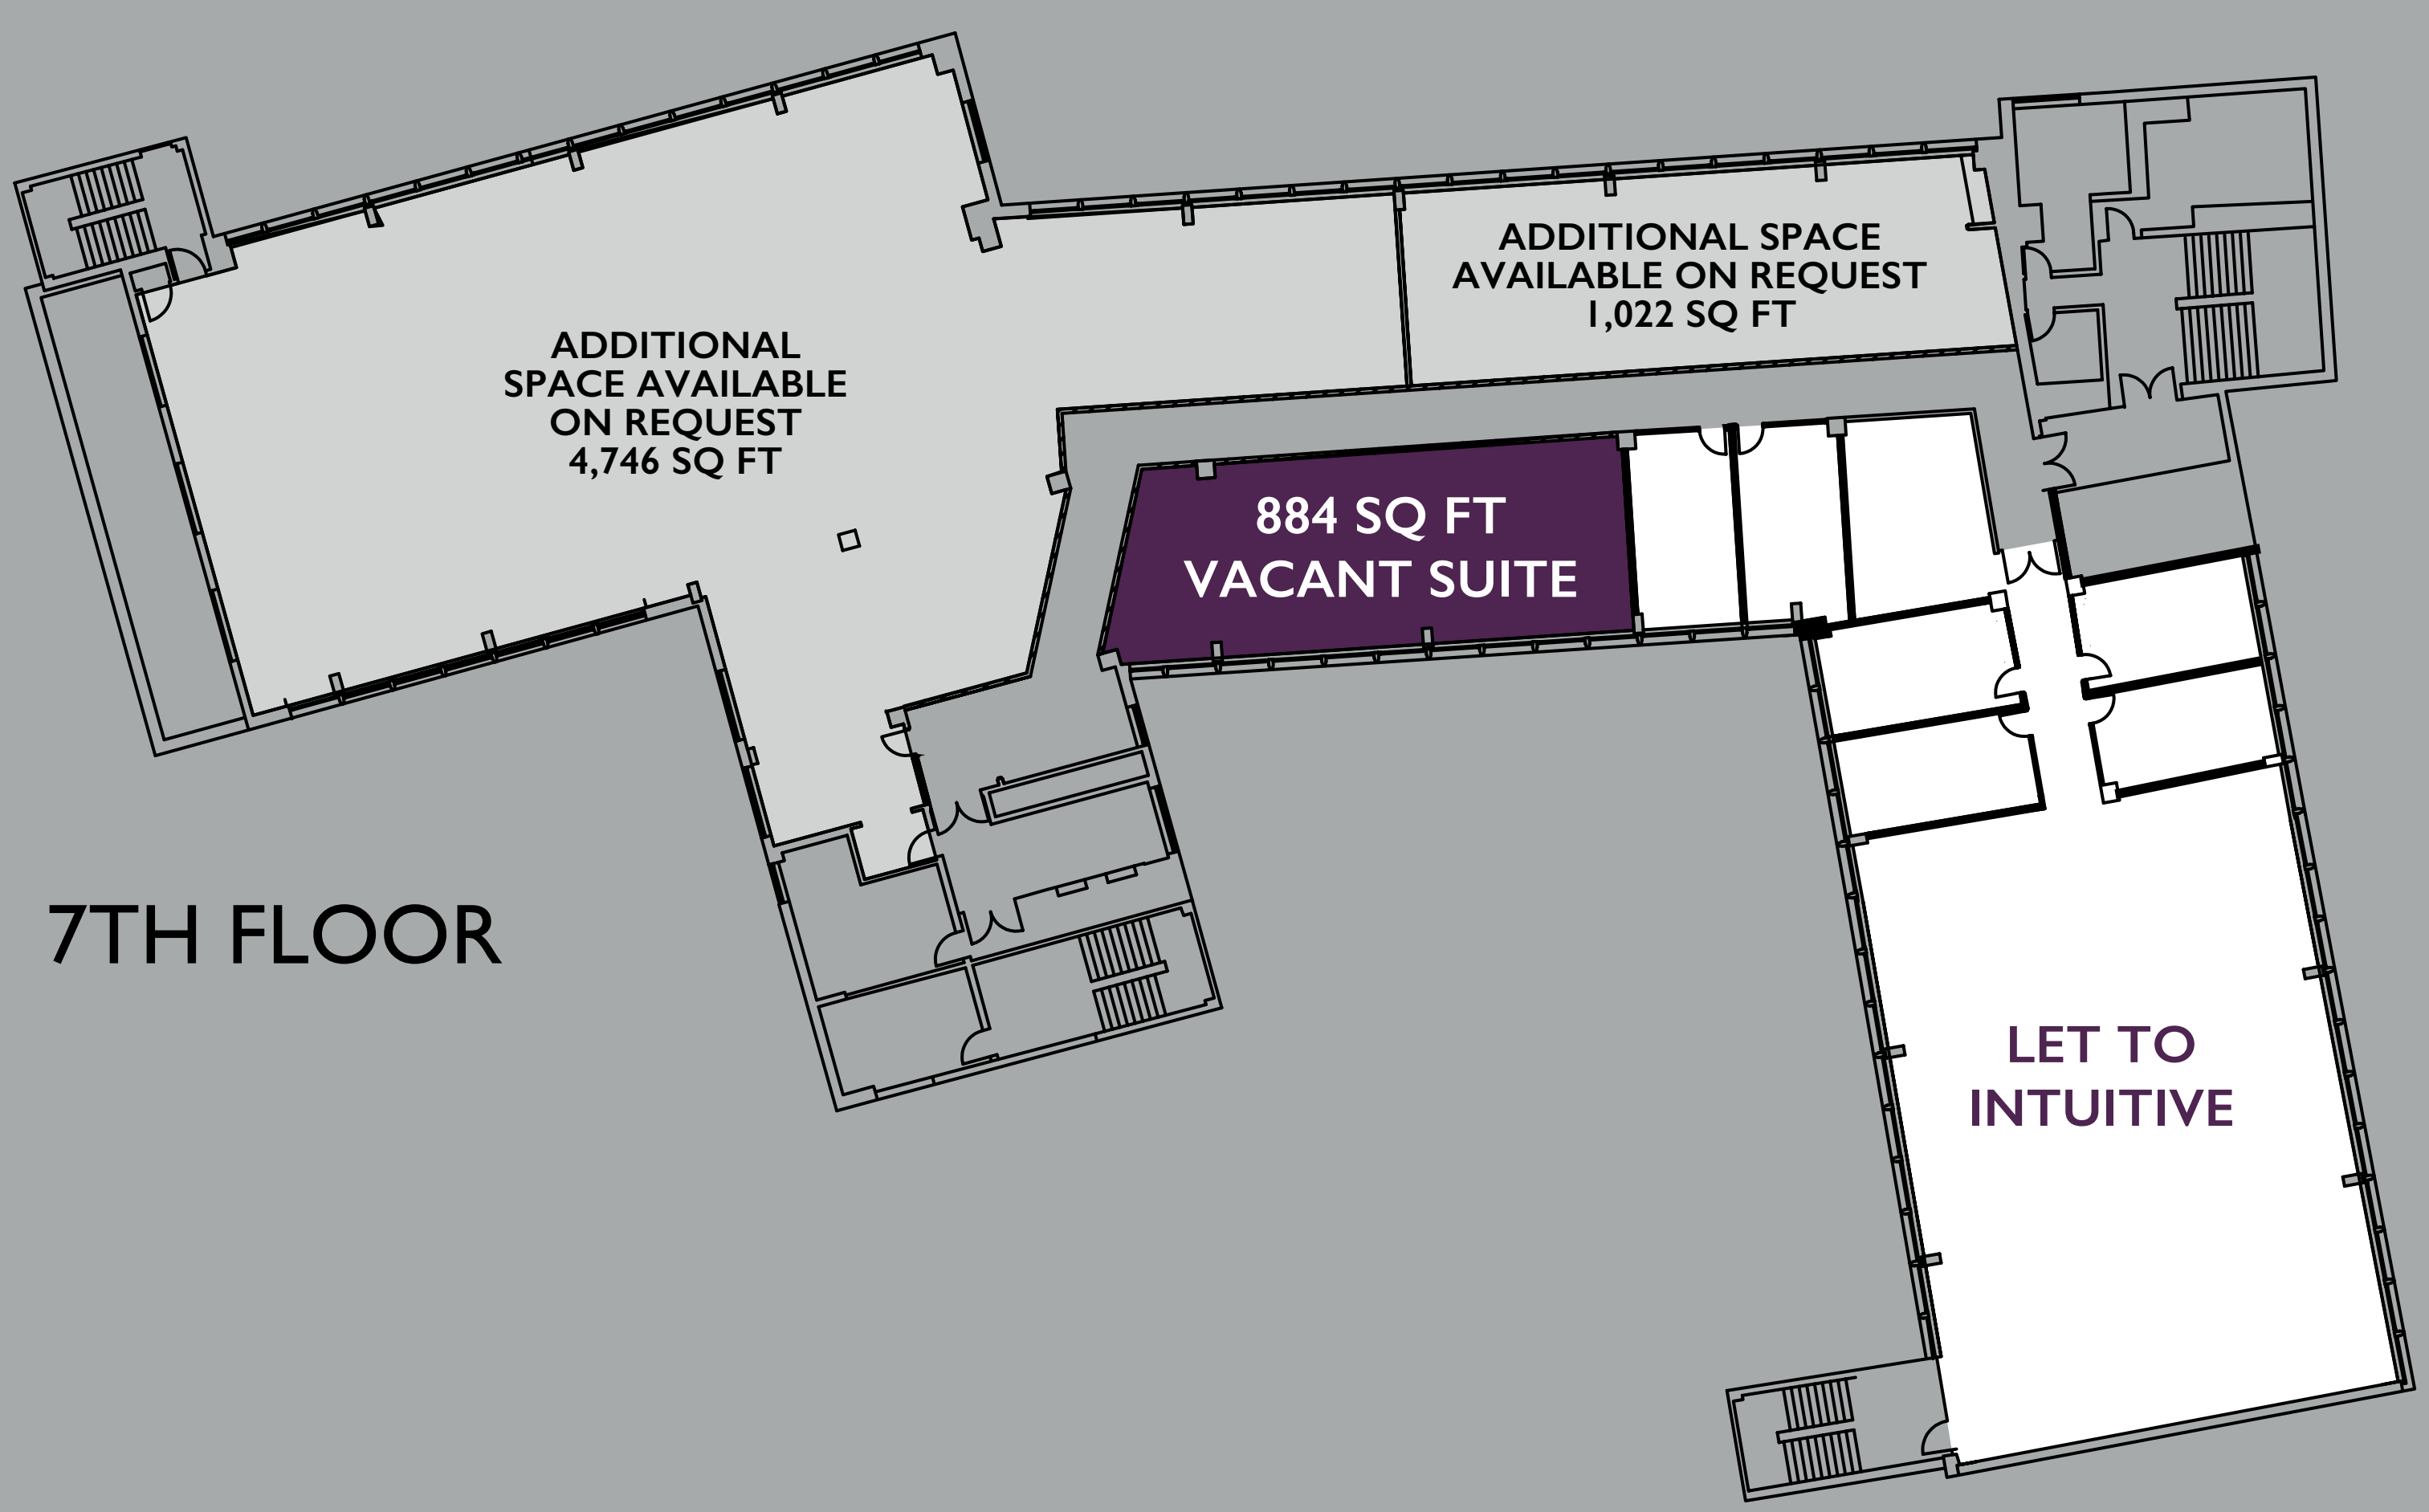 ADDITIONAL SPACE
AVAILABLE ON REQUEST
1,022 SQ FT
ADDITIONAL
SPACE AVAILABLE
ON REQUEST
4,746 SQ FT
884 SQ FT
VACANT SUITE
7TH FLOOR
LET TO
INTUITIVE